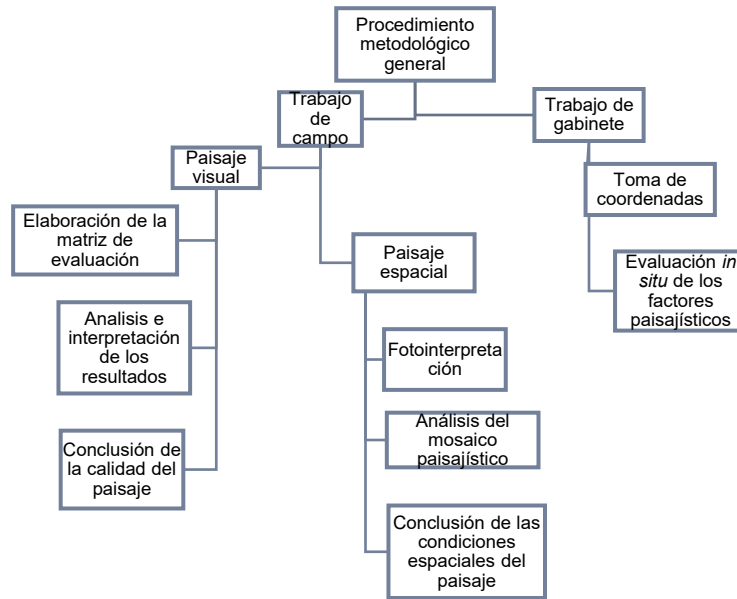 Procedimiento
metodológico
general
Trabajo
de
campo
Trabajo de
gabinete
Paisaje
visual
Toma de
coordenadas
Elaboración de la
matriz de
evaluación
Paisaje
espacial
Evaluación in
situ de los
factores
paisajísticos
Analisis e
interpretación
de los
resultados
Fotointerpreta
ción
Análisis del
mosaico
paisajístico
Conclusión de
la calidad del
paisaje
Conclusión de las
condiciones
espaciales del
paisaje